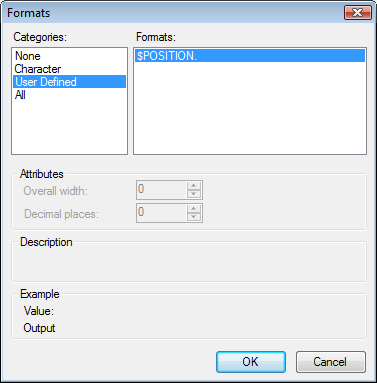 Formats
Categories: Formats:
None
Character
User Defined
All
$POSITION.
Attributes
Overall width: 0
Decimal places: 0
Description
Example
Value:
Output
OK Cancel